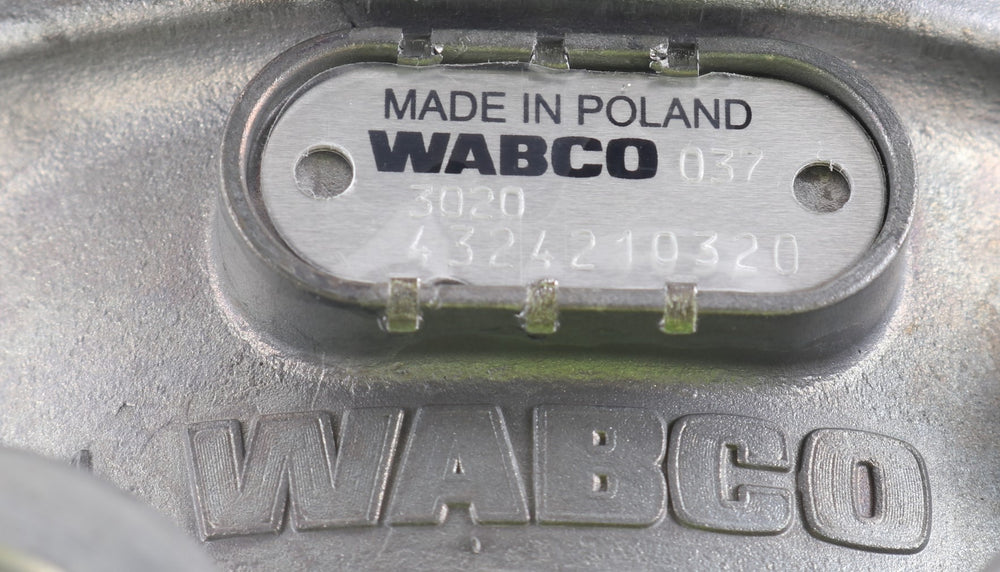 MADE IN POLAND
WABCO 037
3020
4324210320
WABCO